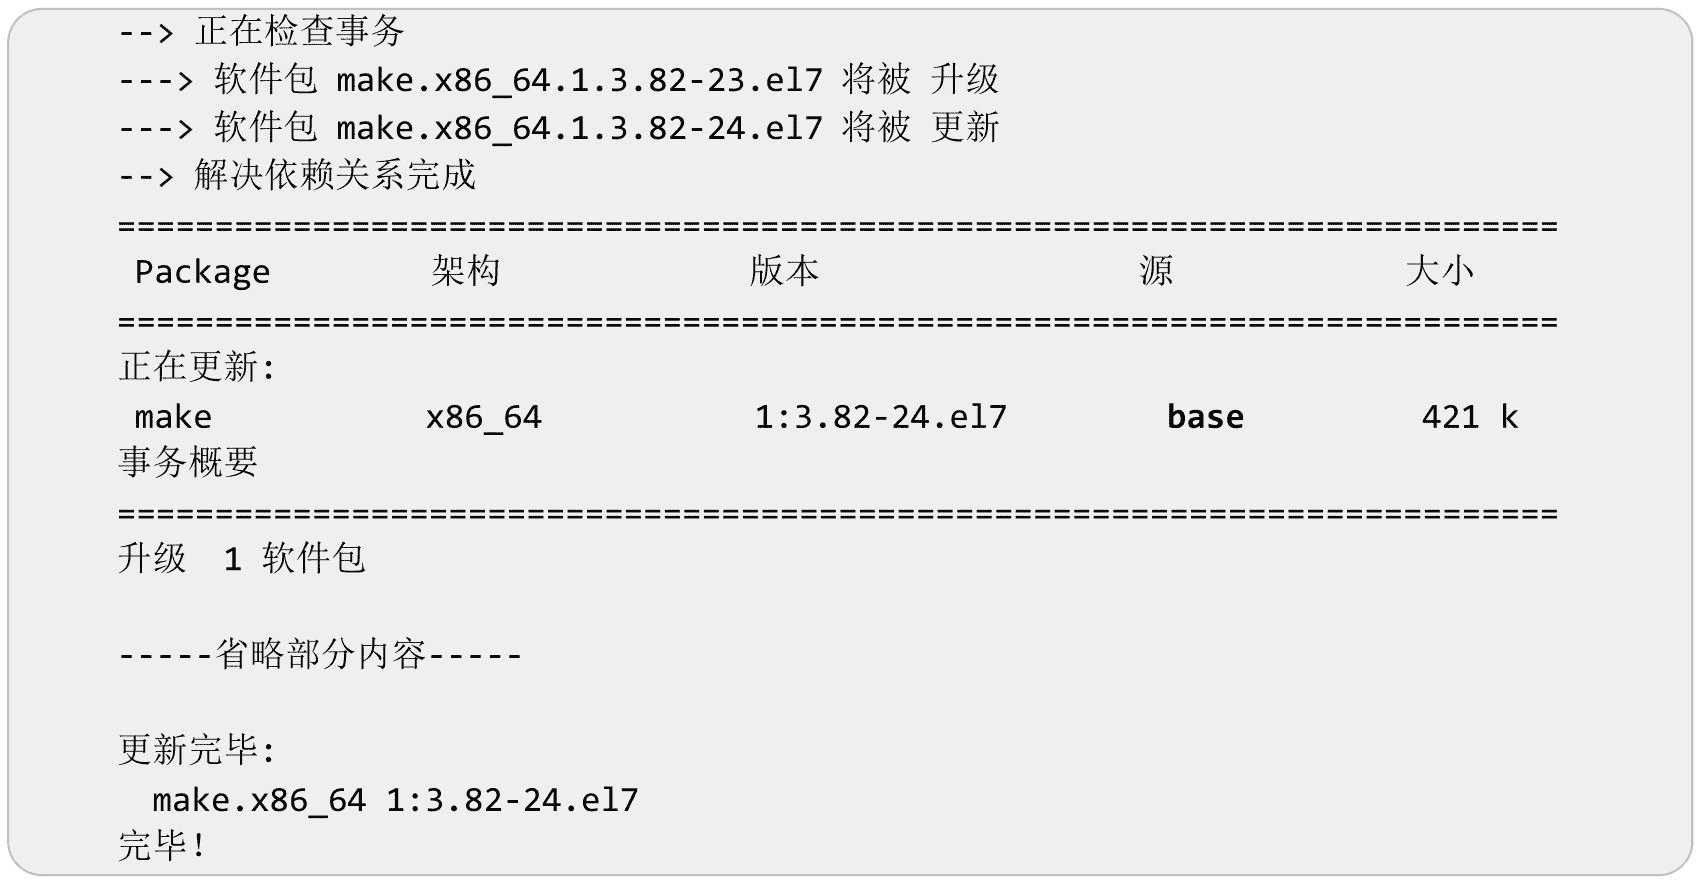 --> 正在检查事务
---> 软件包 make.x86_64.1.3.82-23.el7 将被 升级
---> 软件包 make.x86_64.1.3.82-24.el7 将被 更新
--> 解决依赖关系完成
==========================================================================
Package 架构 版本 源 大小
==========================================================================
正在更新:
make x86_64 1:3.82-24.el7 base 421 k
事务概要
==========================================================================
升级 1 软件包
-----省略部分内容-----
更新完毕:
make.x86_64 1:3.82-24.el7
完毕!